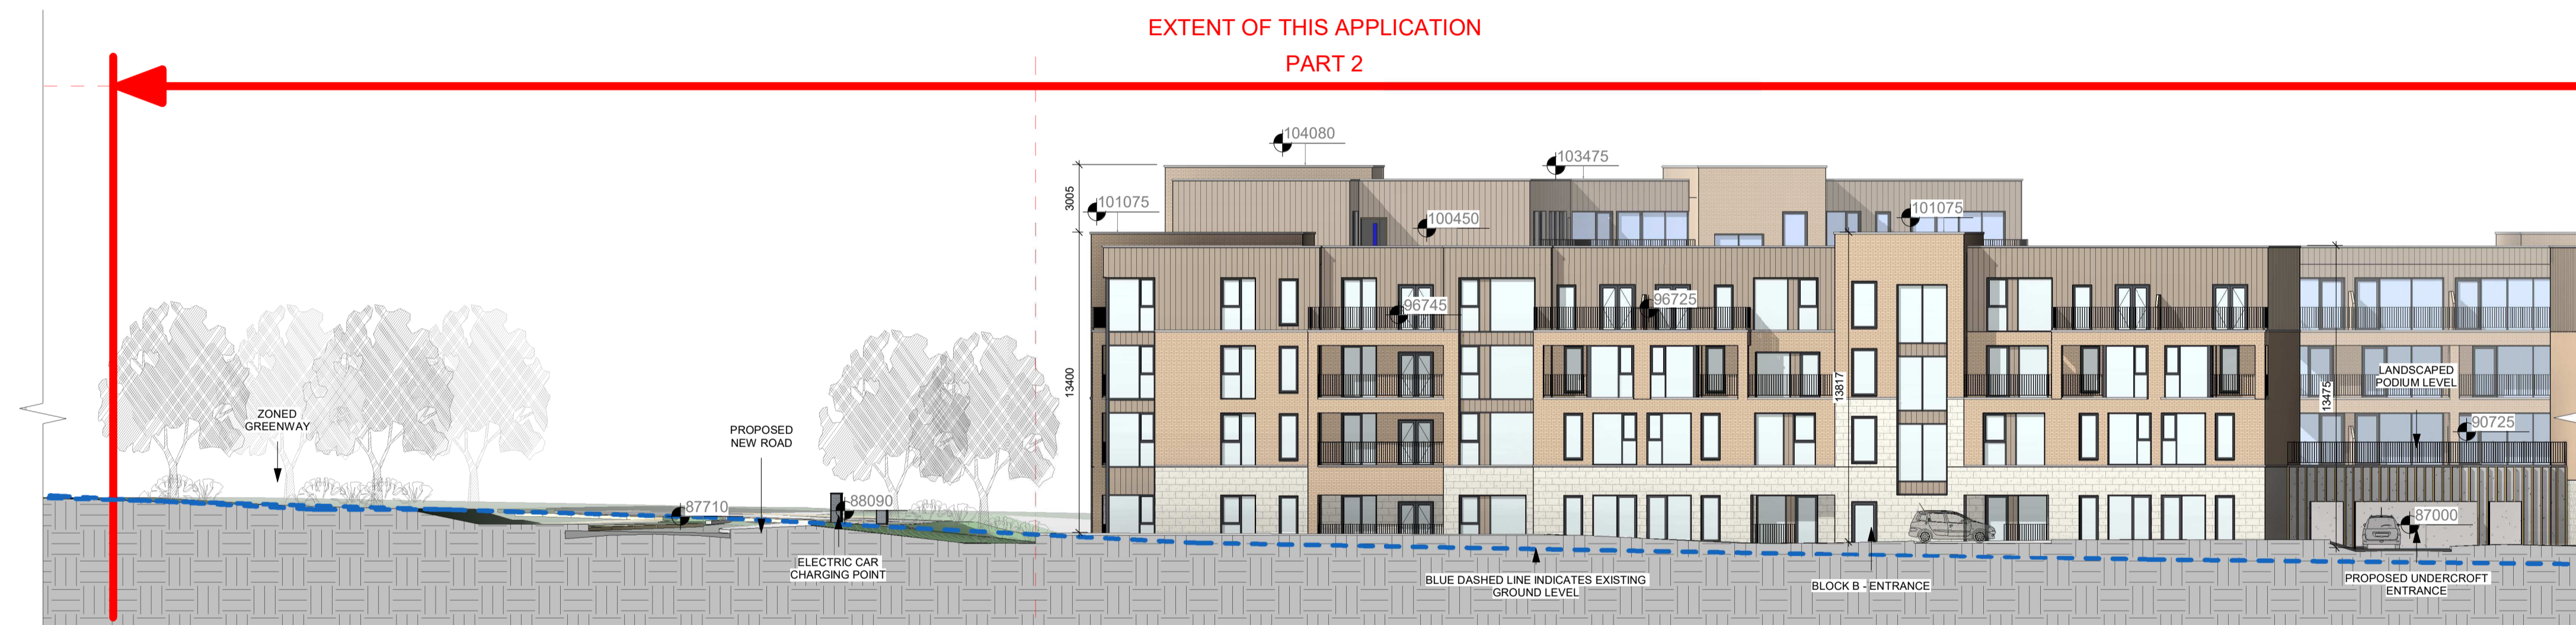 EXTENT OF THIS APPLICATION
PART 2
104080
103475
3005
101075
100450
101075
96745
96725
13400
13817
13475
LANDSCAPED
PODIUM LEVEL
90725
ZONED
GREENWAY
PROPOSED
NEW ROAD
87710
88090
87000
ELECTRIC CAR
CHARGING POINT
BLUE DASHED LINE INDICATES EXISTING
GROUND LEVEL
BLOCK B - ENTRANCE
PROPOSED UNDERCROFT
ENTRANCE